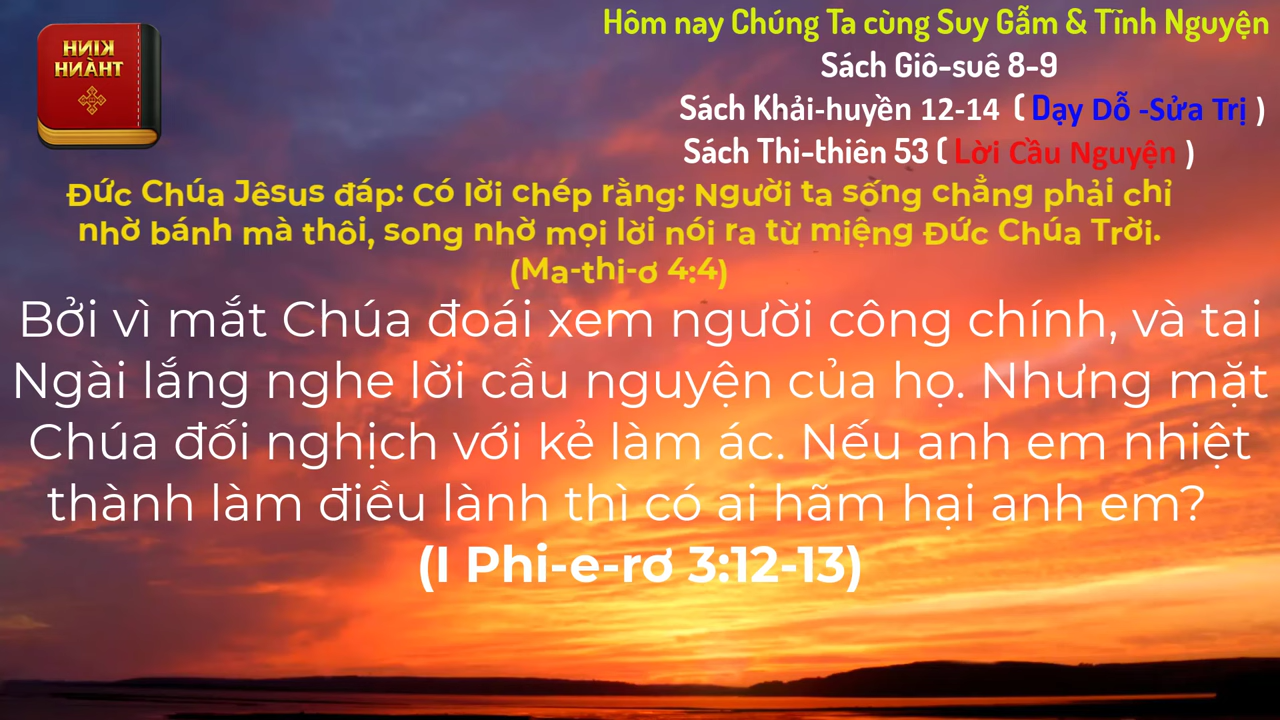 KINH
THÀNH
Hôm nay Chúng Ta cùng Suy Gẫm & Tĩnh Nguyện
Sách Giô-suê 8-9
Sách Khải-huyền 12-14 ( Dạy Dỗ -Sửa Trị )
Sách Thi-thiên 53 ( Lời Cầu Nguyện )
Đức Chúa Jêsus đáp: Có lời chép rằng: Người ta sống chẳng phải chỉ
nhờ bánh mà thôi, song nhờ mọi lời nói ra từ miệng Đức Chúa Trời.
(Ma-thi-ơ 4:4)
Bởi vì mắt Chúa đoái xem người công chính, và tai
Ngài lắng nghe lời cầu nguyện của họ. Nhưng mặt
Chúa đối nghịch với kẻ làm ác. Nếu anh em nhiệt
thành làm điều lành thì có ai hãm hại anh em?
(I Phi-e-rơ 3:12-13)